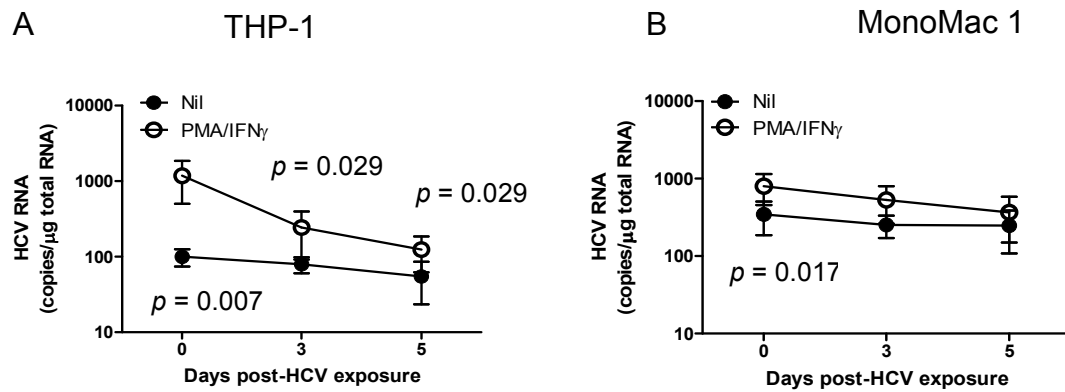 A
THP-1
Nil
PMA/IFNγ
10000
1000
100
10
HCV RNA
(copies/µg total RNA)
p = 0.029
p = 0.029
p = 0.007
0
3
5
Days post-HCV exposure
B
MonoMac 1
Nil
PMA/IFNγ
10000
1000
100
10
HCV RNA
(copies/µg total RNA)
p = 0.017
0
3
5
Days post-HCV exposure